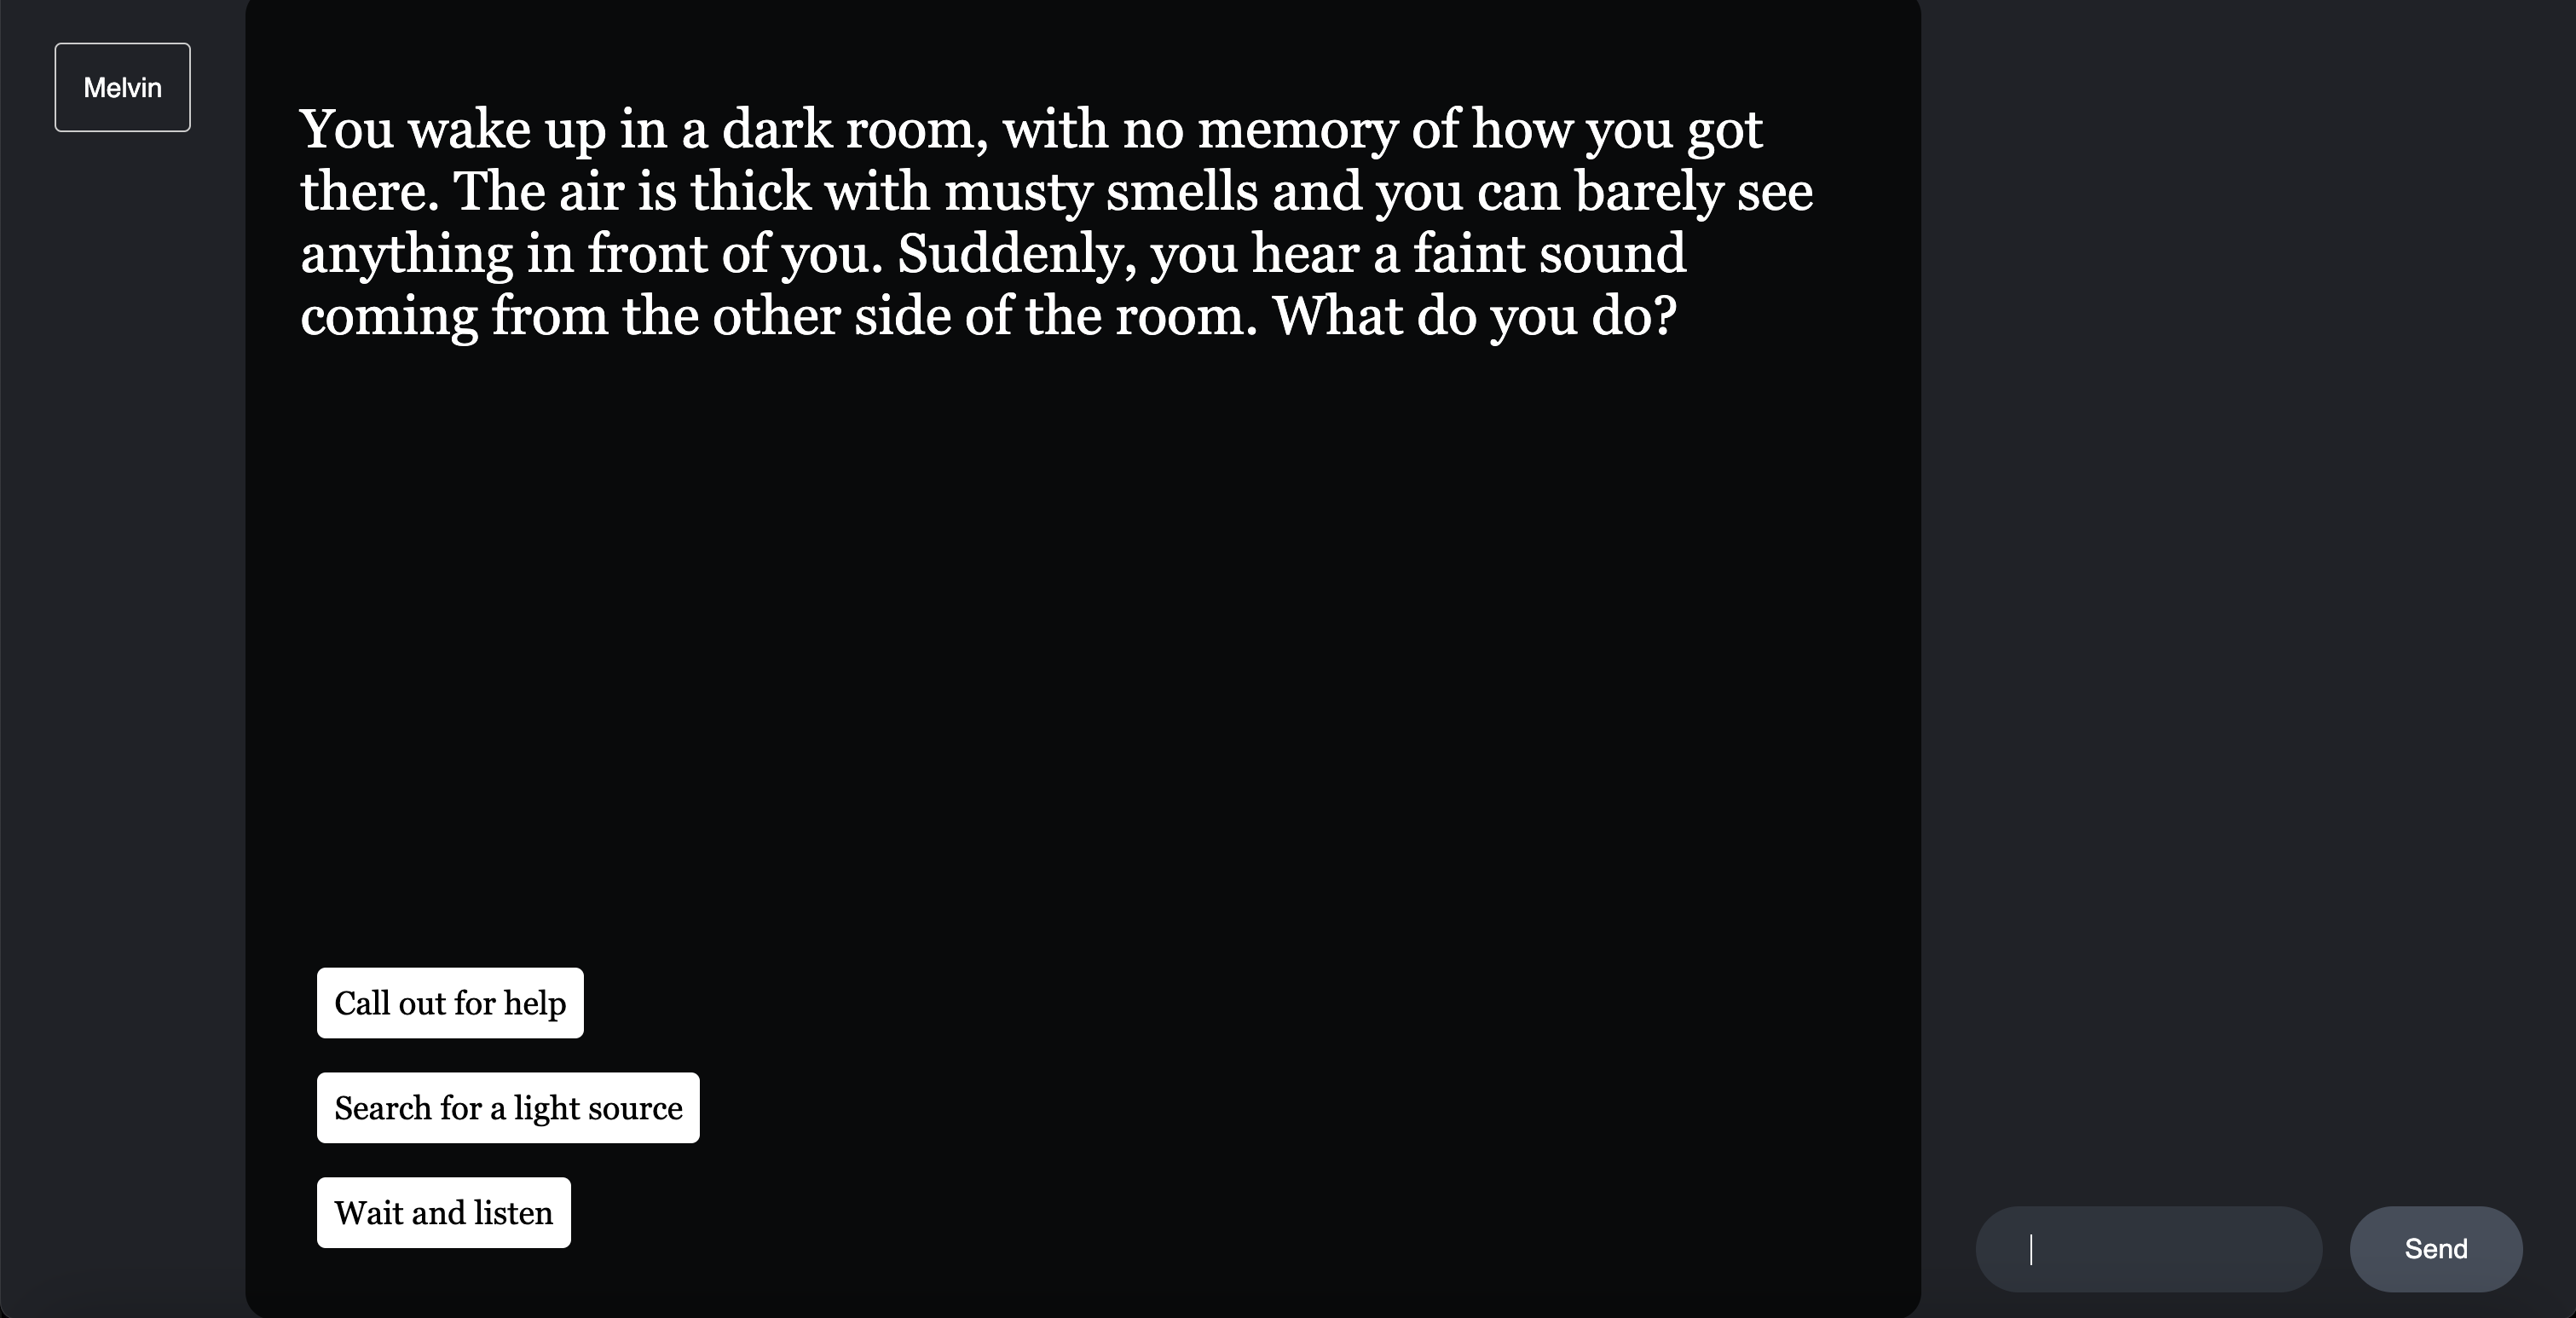 Melvin
You wake up in a dark room, with no memory of how you got
there. The air is thick with musty smells and you can barely see
anything in front of you. Suddenly, you hear a faint sound
coming from the other side of the room. What do you do?
Call out for help
Search for a light source
Wait and listen
Send